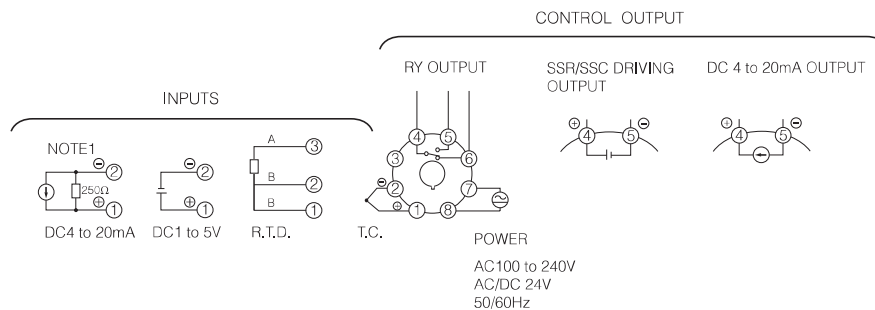 CONTROL OUTPUT
RY OUTPUT
SSR/SSC DRIVING
OUTPUT
DC 4 to 20mA OUTPUT
INPUTS
NOTE1
⊖ ②
250Ω
⊕ ①
DC4 to 20mA
⊖ ②
⊕ ①
DC1 to 5V
A ③
B ②
B ①
R.T.D.
T.C.
⊖
⊕
④ ⑤
③ ⑥
② ⑦
① ⑧
⊕ ④ ⑤ ⊖
⊕ ④ ⑤ ⊖
POWER
AC100 to 240V
AC/DC 24V
50/60Hz